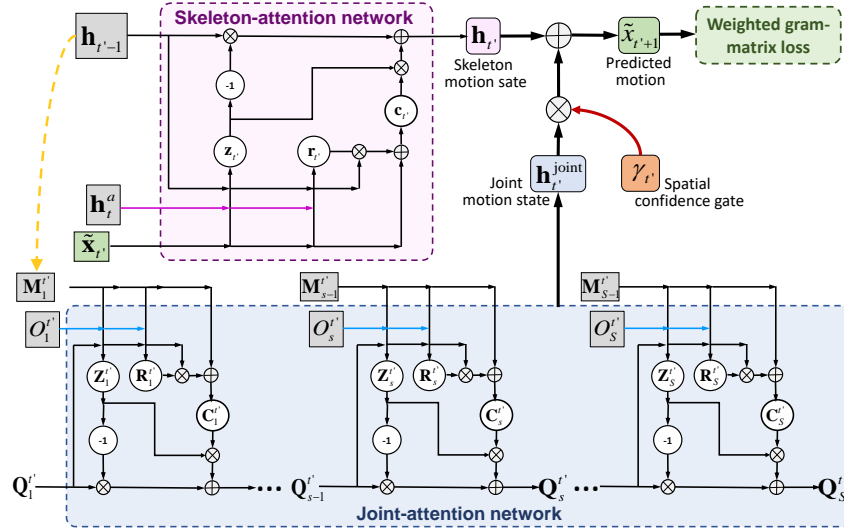 Skeleton-attention network
h_{t'-1}
-1
z_{t'}
r_{t'}
c_{t'}
h_t^a
x̃_{t'}
h_{t'}
Skeleton
motion sate
x̃_{t'+1}
Predicted
motion
Weighted gram-
matrix loss
h_{t'}^{joint}
Joint
motion state
γ_{t'}
Spatial
confidence gate
M_1^{t'}
M_{s-1}^{t'}
M_{S-1}^{t'}
O_1^{t'}
O_s^{t'}
O_S^{t'}
Z_1^{t'}
R_1^{t'}
Z_s^{t'}
R_s^{t'}
Z_S^{t'}
R_S^{t'}
C_1^{t'}
C_s^{t'}
C_S^{t'}
-1
-1
-1
Q_1^{t'}
...
Q_{s-1}^{t'}
Q_s^{t'}
...
Q_S^{t'}
Joint-attention network